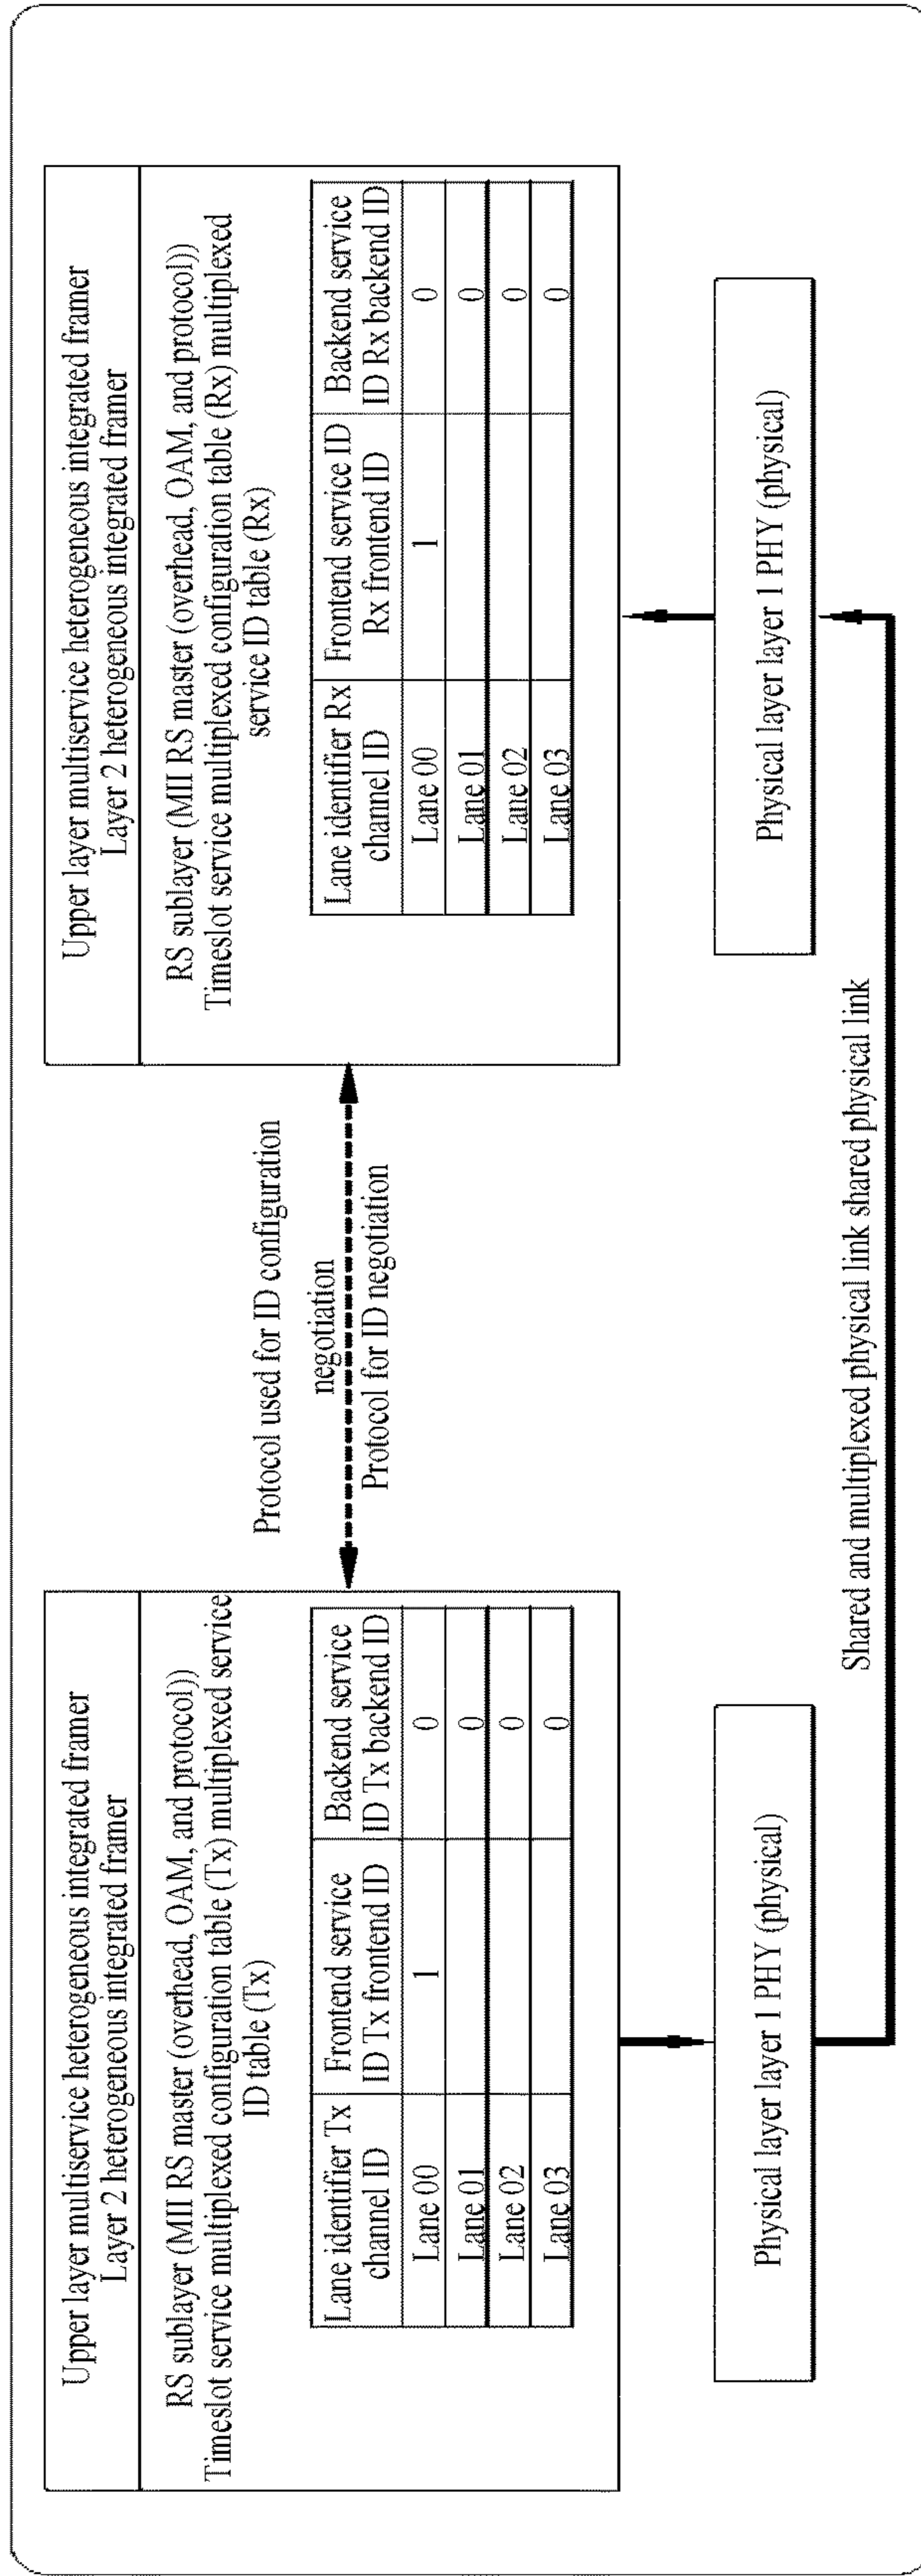 Upper layer multiservice heterogeneous integrated framer
Layer 2 heterogeneous integrated framer
RS sublayer (MII RS master (overhead, OAM, and protocol))
Timeslot service multiplexed configuration table (Tx) multiplexed service
ID table (Tx)
Lane identifier Tx
channel ID
Frontend service
ID Tx frontend ID
Backend service
ID Tx backend ID
Lane 00 1 0
Lane 01 0
Lane 02 0
Lane 03 0
Physical layer layer 1 PHY (physical)
Protocol used for ID configuration
negotiation
Protocol for ID negotiation
Shared and multiplexed physical link shared physical link
Upper layer multiservice heterogeneous integrated framer
Layer 2 heterogeneous integrated framer
RS sublayer (MII RS master (overhead, OAM, and protocol))
Timeslot service multiplexed configuration table (Rx) multiplexed
service ID table (Rx)
Lane identifier Rx
channel ID
Frontend service ID
Rx frontend ID
Backend service
ID Rx backend ID
Lane 00 1 0
Lane 01 0
Lane 02 0
Lane 03 0
Physical layer layer 1 PHY (physical)